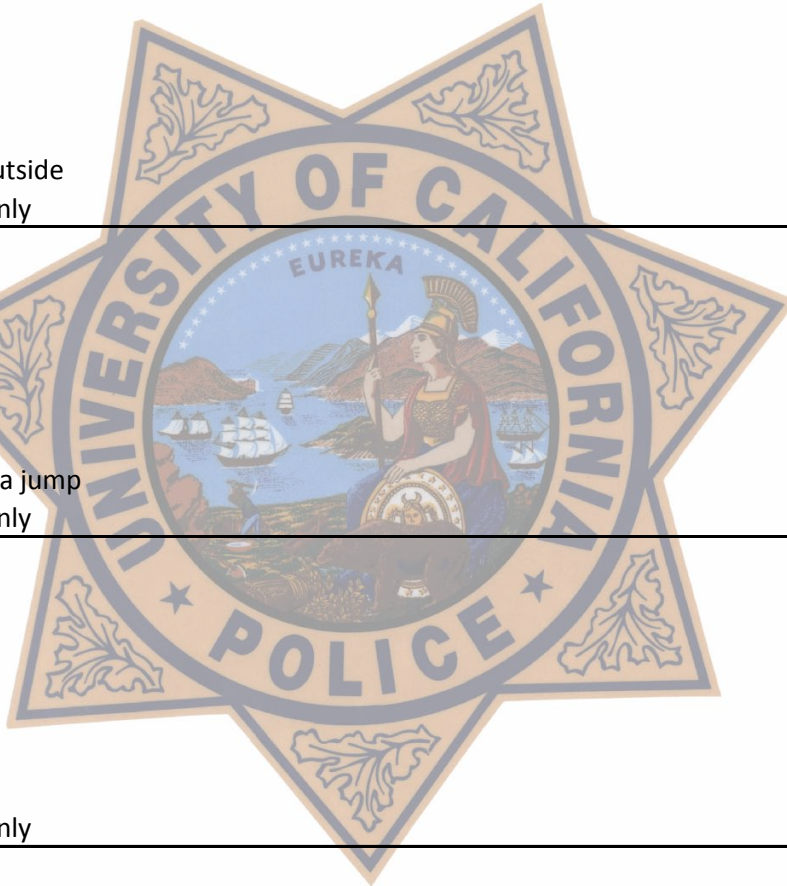 utside
nly
UNIVERSITY OF CALIFORNIA
EUREKA
a jump
nly
POLICE
nly